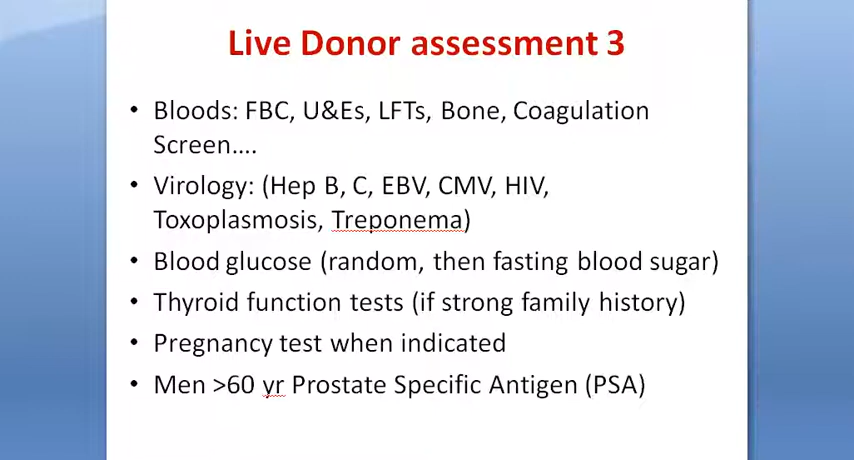 Live Donor assessment 3
• Bloods: FBC, U&Es, LFTs, Bone, Coagulation
Screen....
• Virology: (Hep B, C, EBV, CMV, HIV,
Toxoplasmosis, Treponema)
• Blood glucose (random, then fasting blood sugar)
• Thyroid function tests (if strong family history)
• Pregnancy test when indicated
• Men >60 yr Prostate Specific Antigen (PSA)